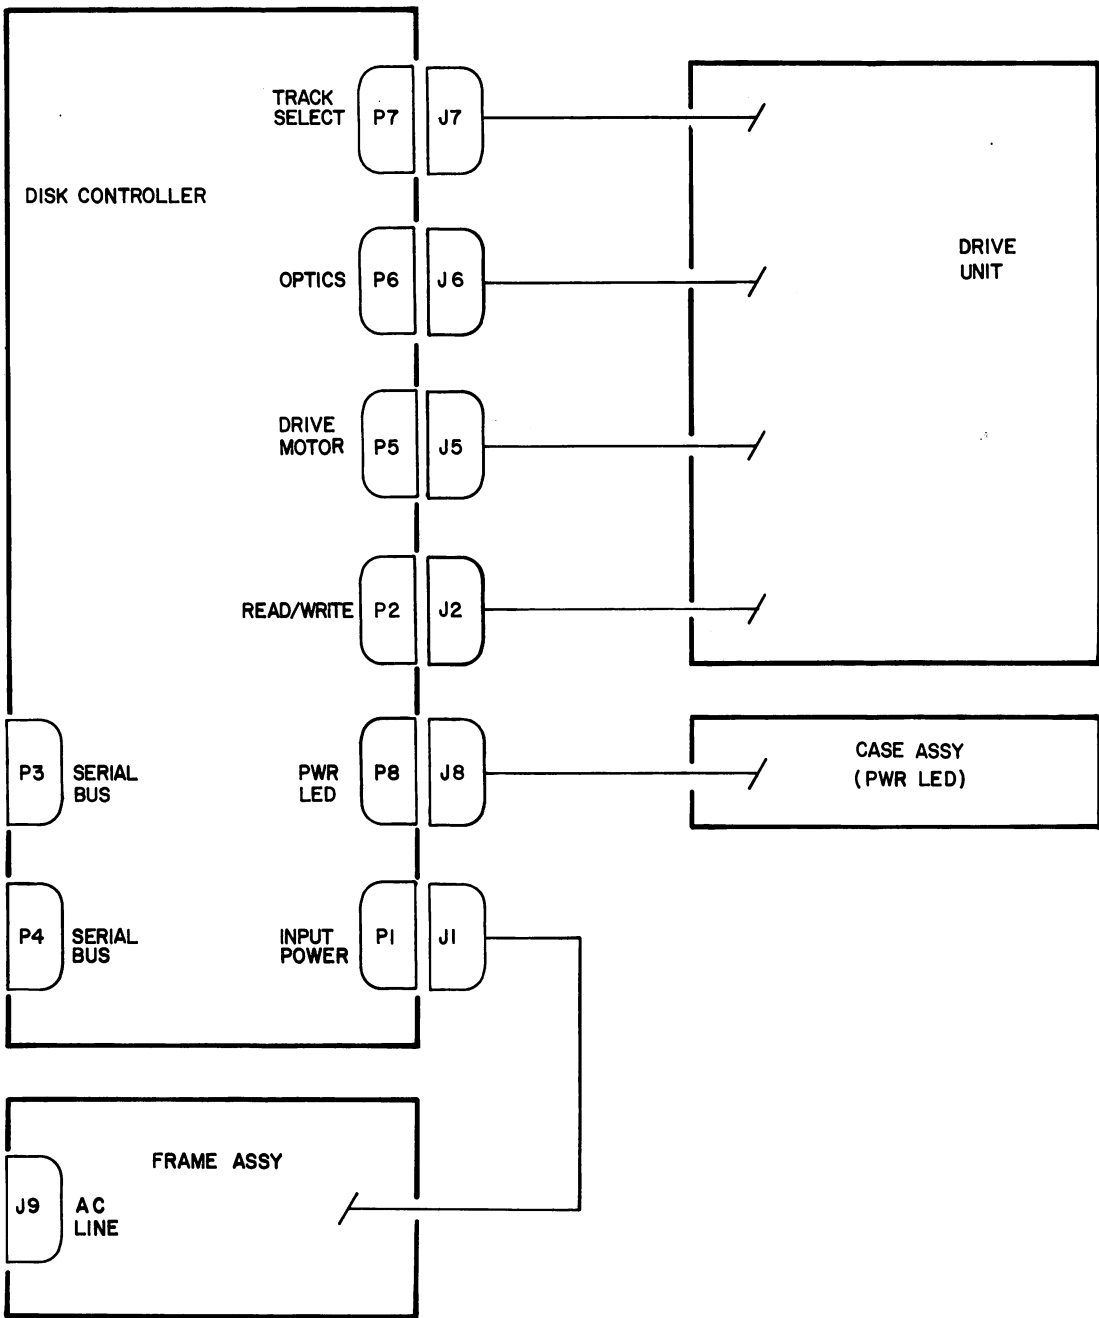 TRACK
SELECT
P7
J7
DISK CONTROLLER
DRIVE
UNIT
OPTICS
P6
J6
DRIVE
MOTOR
P5
J5
READ/WRITE
P2
J2
P3
SERIAL
BUS
PWR
LED
P8
J8
CASE ASSY
(PWR LED)
P4
SERIAL
BUS
INPUT
POWER
P1
J1
FRAME ASSY
J9
AC
LINE